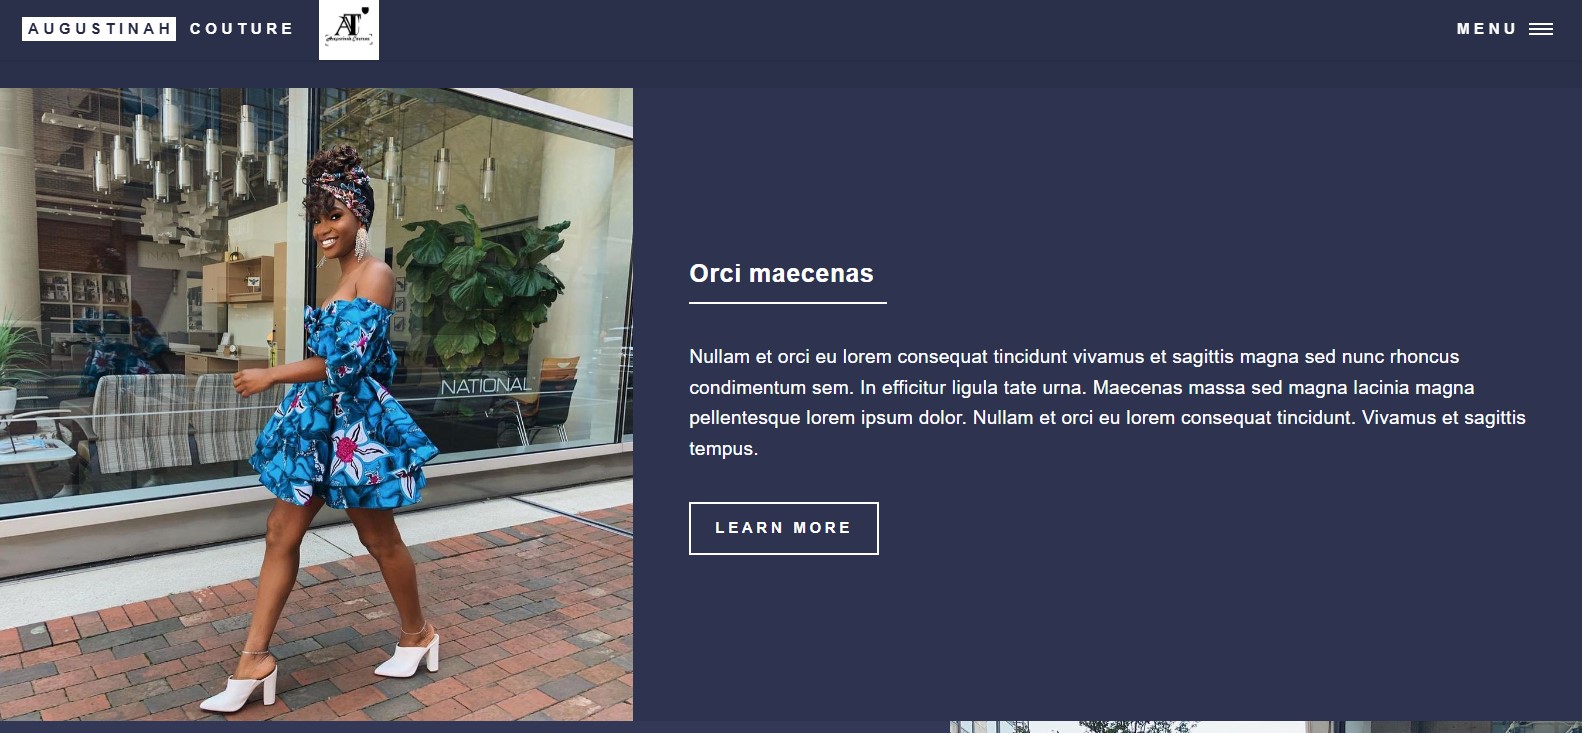 AUGUSTINAH COUTURE
AT
Augustinah Couture
MENU
NATIONAL
Orci maecenas
Nullam et orci eu lorem consequat tincidunt vivamus et sagittis magna sed nunc rhoncus
condimentum sem. In efficitur ligula tate urna. Maecenas massa sed magna lacinia magna
pellentesque lorem ipsum dolor. Nullam et orci eu lorem consequat tincidunt. Vivamus et sagittis
tempus.
LEARN MORE